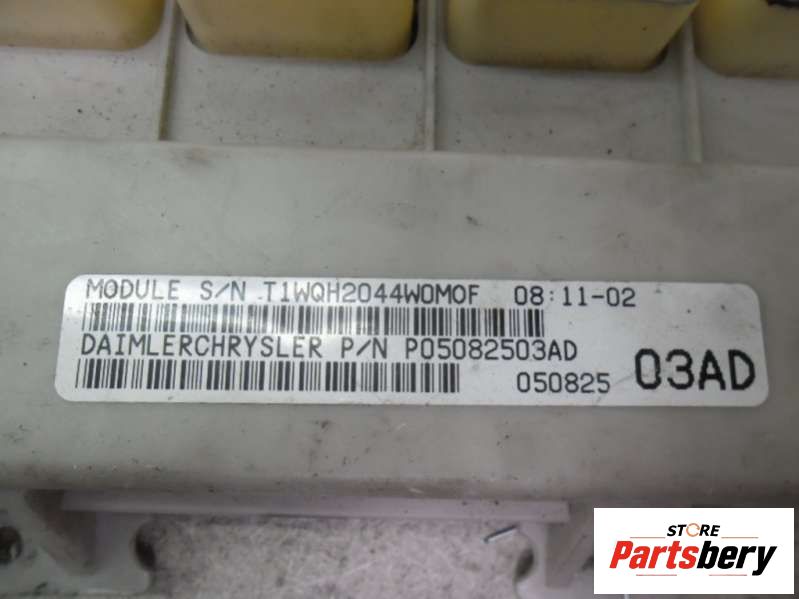 MODULE S/N T1WQH2044W0M0F 08:11-02
DAIMLERCHRYSLER P/N P05082503AD
050825 03AD
STORE
Partsbery